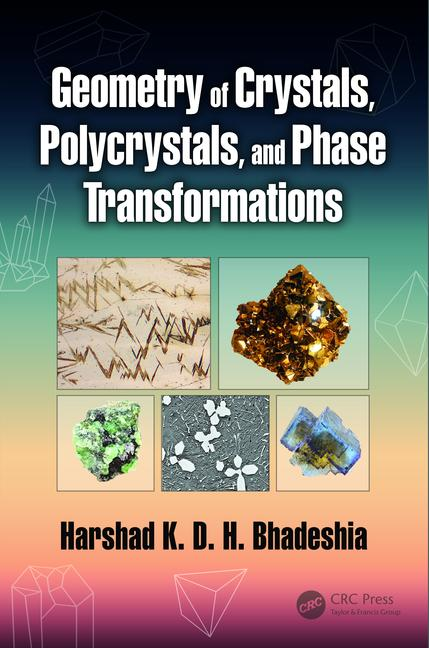 Geometry of Crystals,
Polycrystals, and Phase
Transformations
Harshad K. D. H. Bhadeshia
CRC
CRC Press
Taylor & Francis Group